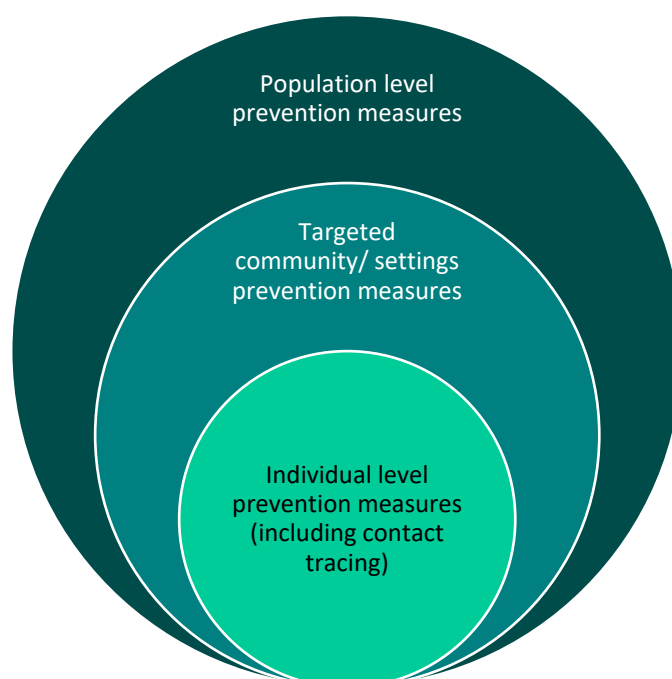 Population level
prevention measures
Targeted
community/ settings
prevention measures
Individual level
prevention measures
(including contact
tracing)